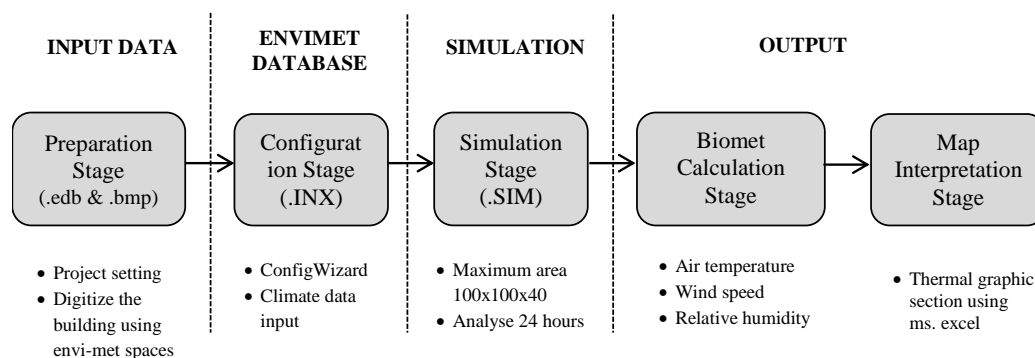 INPUT DATA
ENVIMET
DATABASE
SIMULATION
OUTPUT
Preparation
Stage
(.edb & .bmp)
Configurat
ion Stage
(.INX)
Simulation
Stage
(.SIM)
Biomet
Calculation
Stage
Map
Interpretation
Stage
• Project setting
• Digitize the
building using
envi-met spaces
• ConfigWizard
• Climate data
input
• Maximum area
100x100x40
• Analyse 24 hours
• Air temperature
• Wind speed
• Relative humidity
• Thermal graphic
section using
ms. excel